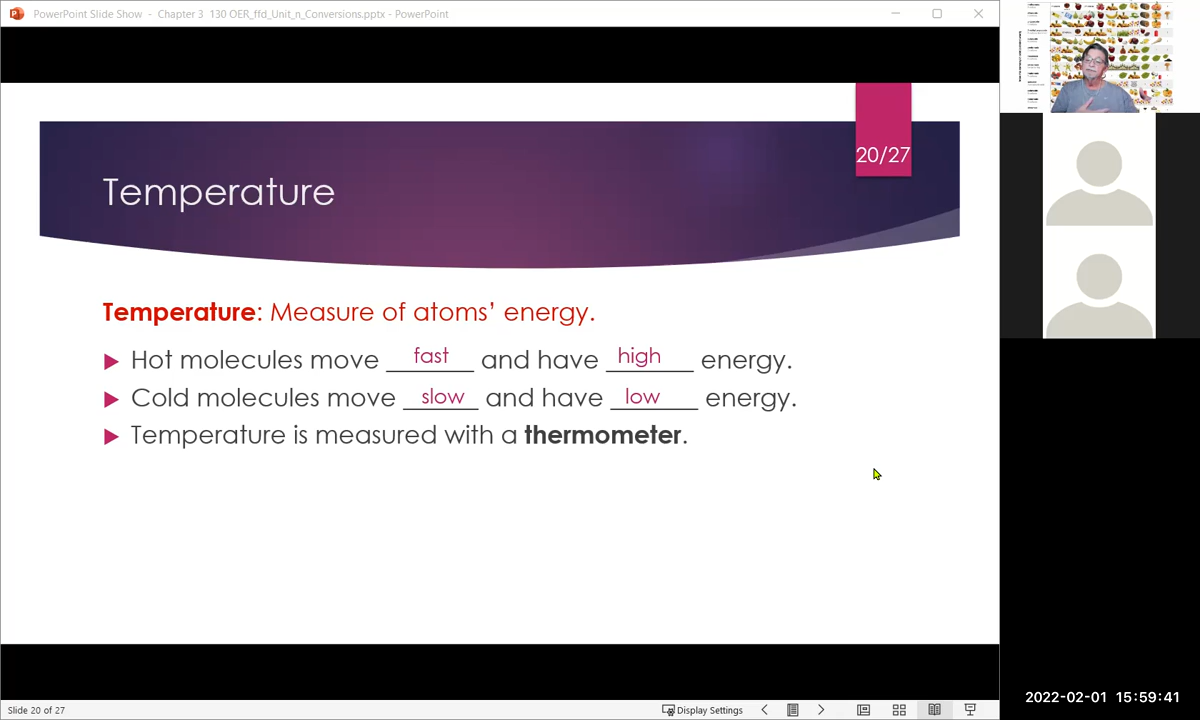 PowerPoint Slide Show - Chapter 3 130 OER_ffd_Unit_n_Conversions.pptx - PowerPoint
20/27
Temperature
Temperature: Measure of atoms’ energy.
Hot molecules move fast and have high energy.
Cold molecules move slow and have low energy.
Temperature is measured with a thermometer.
2022-02-01 15:59:41
Slide 20 of 27
Display Settings